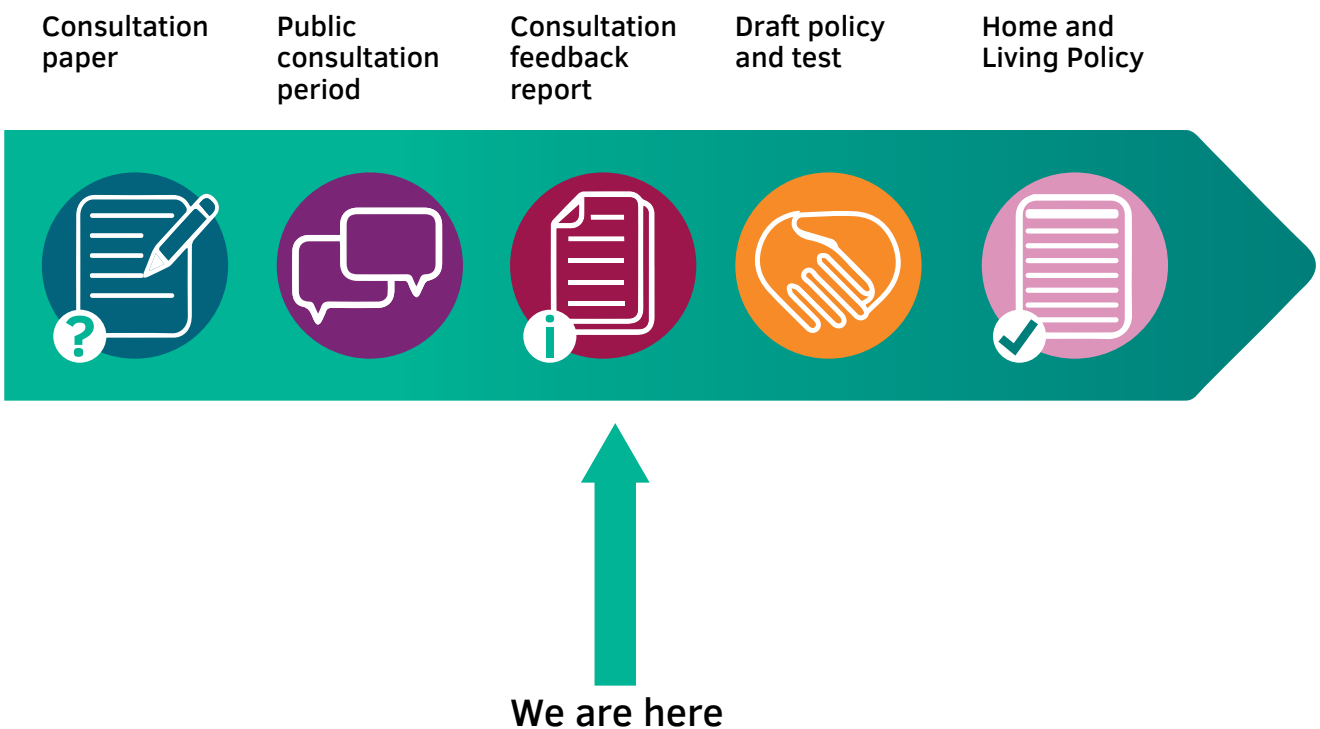 Consultation
paper
Public
consultation
period
Consultation
feedback
report
Draft policy
and test
Home and
Living Policy
?
i
We are here